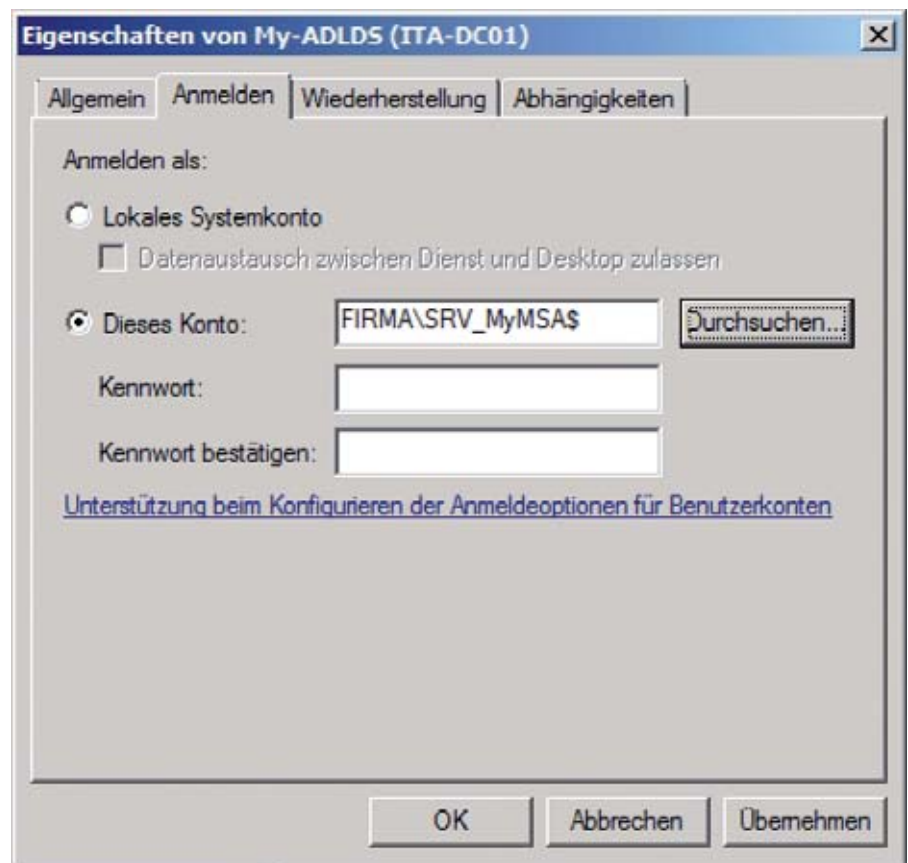 Eigenschaften von My-ADLDS (ITA-DC01)
Allgemein Anmelden Wiederherstellung Abhängigkeiten
Anmelden als:
Lokales Systemkonto
Datenaustausch zwischen Dienst und Desktop zulassen
Dieses Konto: FIRMA\SRV_MyMSA$ Durchsuchen...
Kennwort:
Kennwort bestätigen:
Unterstützung beim Konfigurieren der Anmeldeoptionen für Benutzerkonten
OK Abbrechen Übernehmen